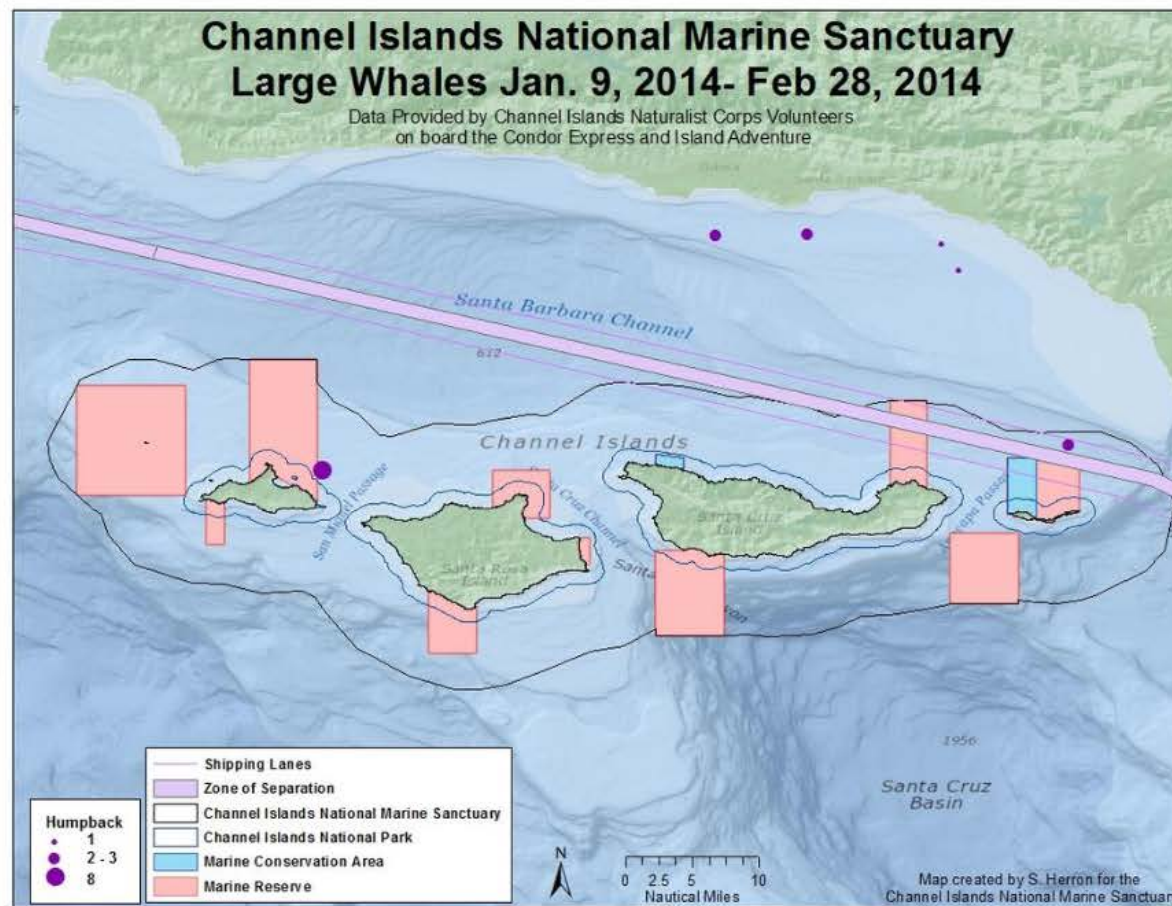 Channel Islands National Marine Sanctuary
Large Whales Jan. 9, 2014- Feb 28, 2014
Data Provided by Channel Islands Naturalist Corps Volunteers
on board the Condor Express and Island Adventure
Santa Barbara Channel
612
Channel Islands
San Miguel Passage
Cruz Channel
Santa Cruz
Island
Passage
Santa Rosa
Island
Santa
1956
Santa Cruz
Basin
Shipping Lanes
Zone of Separation
Channel Islands National Marine Sanctuary
Channel Islands National Park
Marine Conservation Area
Marine Reserve
Humpback
1
2 - 3
8
N
0 2.5 5 10
Nautical Miles
Map created by S. Herron for the
Channel Islands National Marine Sanctuary